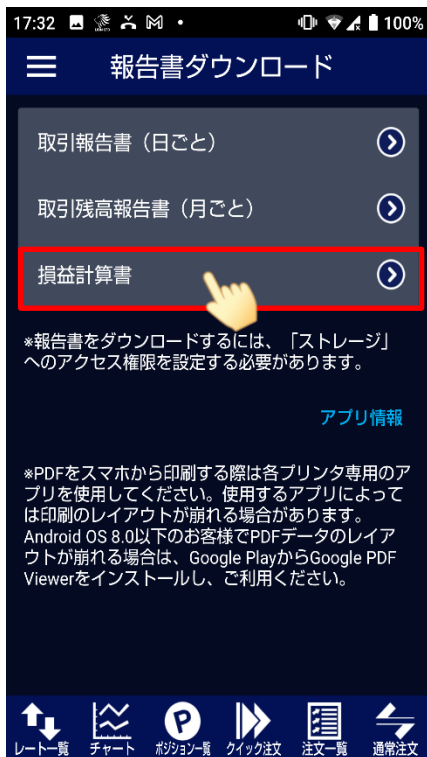 17:32 100%
報告書ダウンロード
取引報告書（日ごと）
取引残高報告書（月ごと）
損益計算書
*報告書をダウンロードするには、「ストレージ」
へのアクセス権限を設定する必要があります。
アプリ情報
*PDFをスマホから印刷する際は各プリンタ専用のア
プリを使用してください。使用するアプリによって
は印刷のレイアウトが崩れる場合があります。
Android OS 8.0以下のお客様でPDFデータのレイア
ウトが崩れる場合は、Google PlayからGoogle PDF
Viewerをインストールし、ご利用ください。
P
レート一覧 チャート ポジション一覧 クイック注文 注文一覧 通常注文